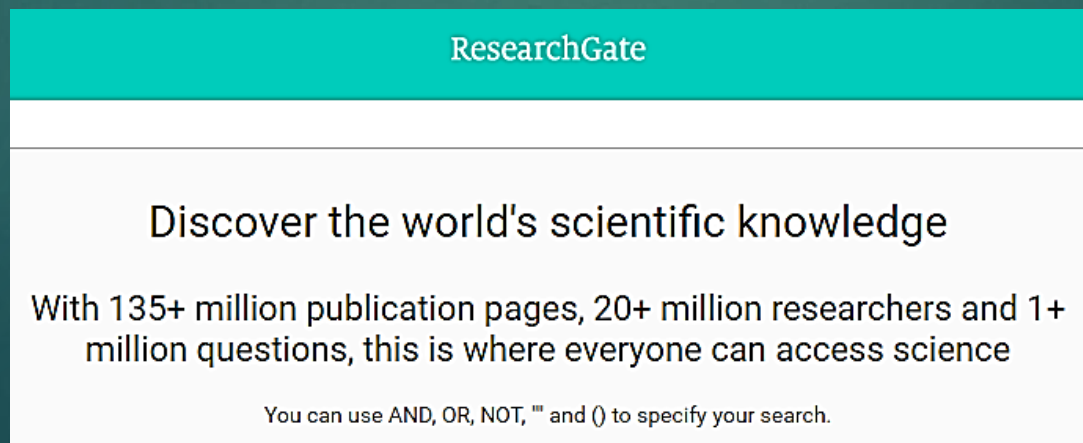 ResearchGate
Discover the world's scientific knowledge
With 135+ million publication pages, 20+ million researchers and 1+
million questions, this is where everyone can access science
You can use AND, OR, NOT, "" and () to specify your search.